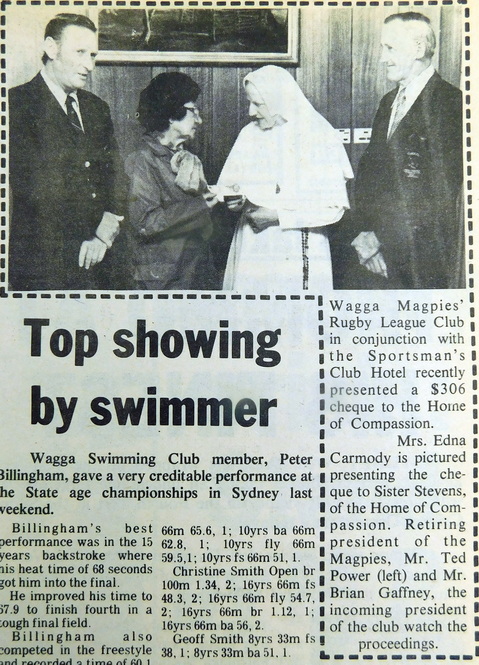 Wagga Magpies'
Rugby League Club
in conjunction with
the Sportsman's
Club Hotel recently
presented a $306
cheque to the Home
of Compassion.
Mrs. Edna
Carmody is pictured
presenting the che-
que to Sister Stevens,
of the Home of Com-
passion. Retiring
president of the
Magpies, Mr. Ted
Power (left) and Mr.
Brian Gaffney, the
incoming president
of the club watch the
proceedings.
Top showing
by swimmer
Wagga Swimming Club member, Peter
Billingham, gave a very creditable performance at
the State age championships in Sydney last
weekend.
Billingham's best
performance was in the 15
years backstroke where
his heat time of 68 seconds
got him into the final.
He improved his time to
67.9 to finish fourth in a
tough final field.
Billingham also
competed in the freestyle
and recorded a time of 60.1
66m 65.6, 1; 10yrs ba 66m
62.8, 1; 10yrs fly 66m
59.5,1; 10yrs fs 66m 51, 1.
Christine Smith Open br
100m 1.34, 2; 16yrs 66m fs
48.3, 2; 16yrs 66m fly 54.7,
2; 16yrs 66m br 1.12, 1;
16yrs 66m ba 56, 2.
Geoff Smith 8yrs 33m fs
38, 1; 8yrs 33m ba 51, 1.